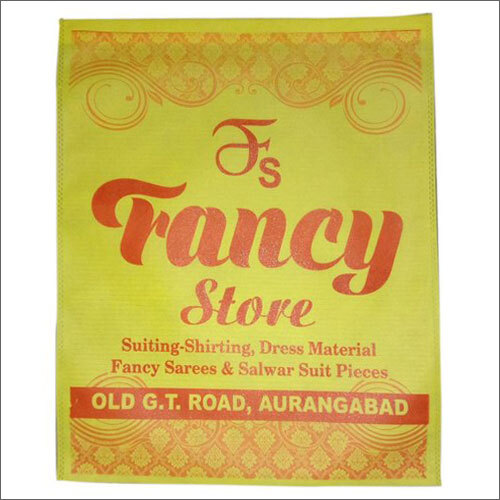 Fs
Fancy
Store
Suiting-Shirting, Dress Material
Fancy Sarees & Salwar Suit Pieces
OLD G.T. ROAD, AURANGABAD